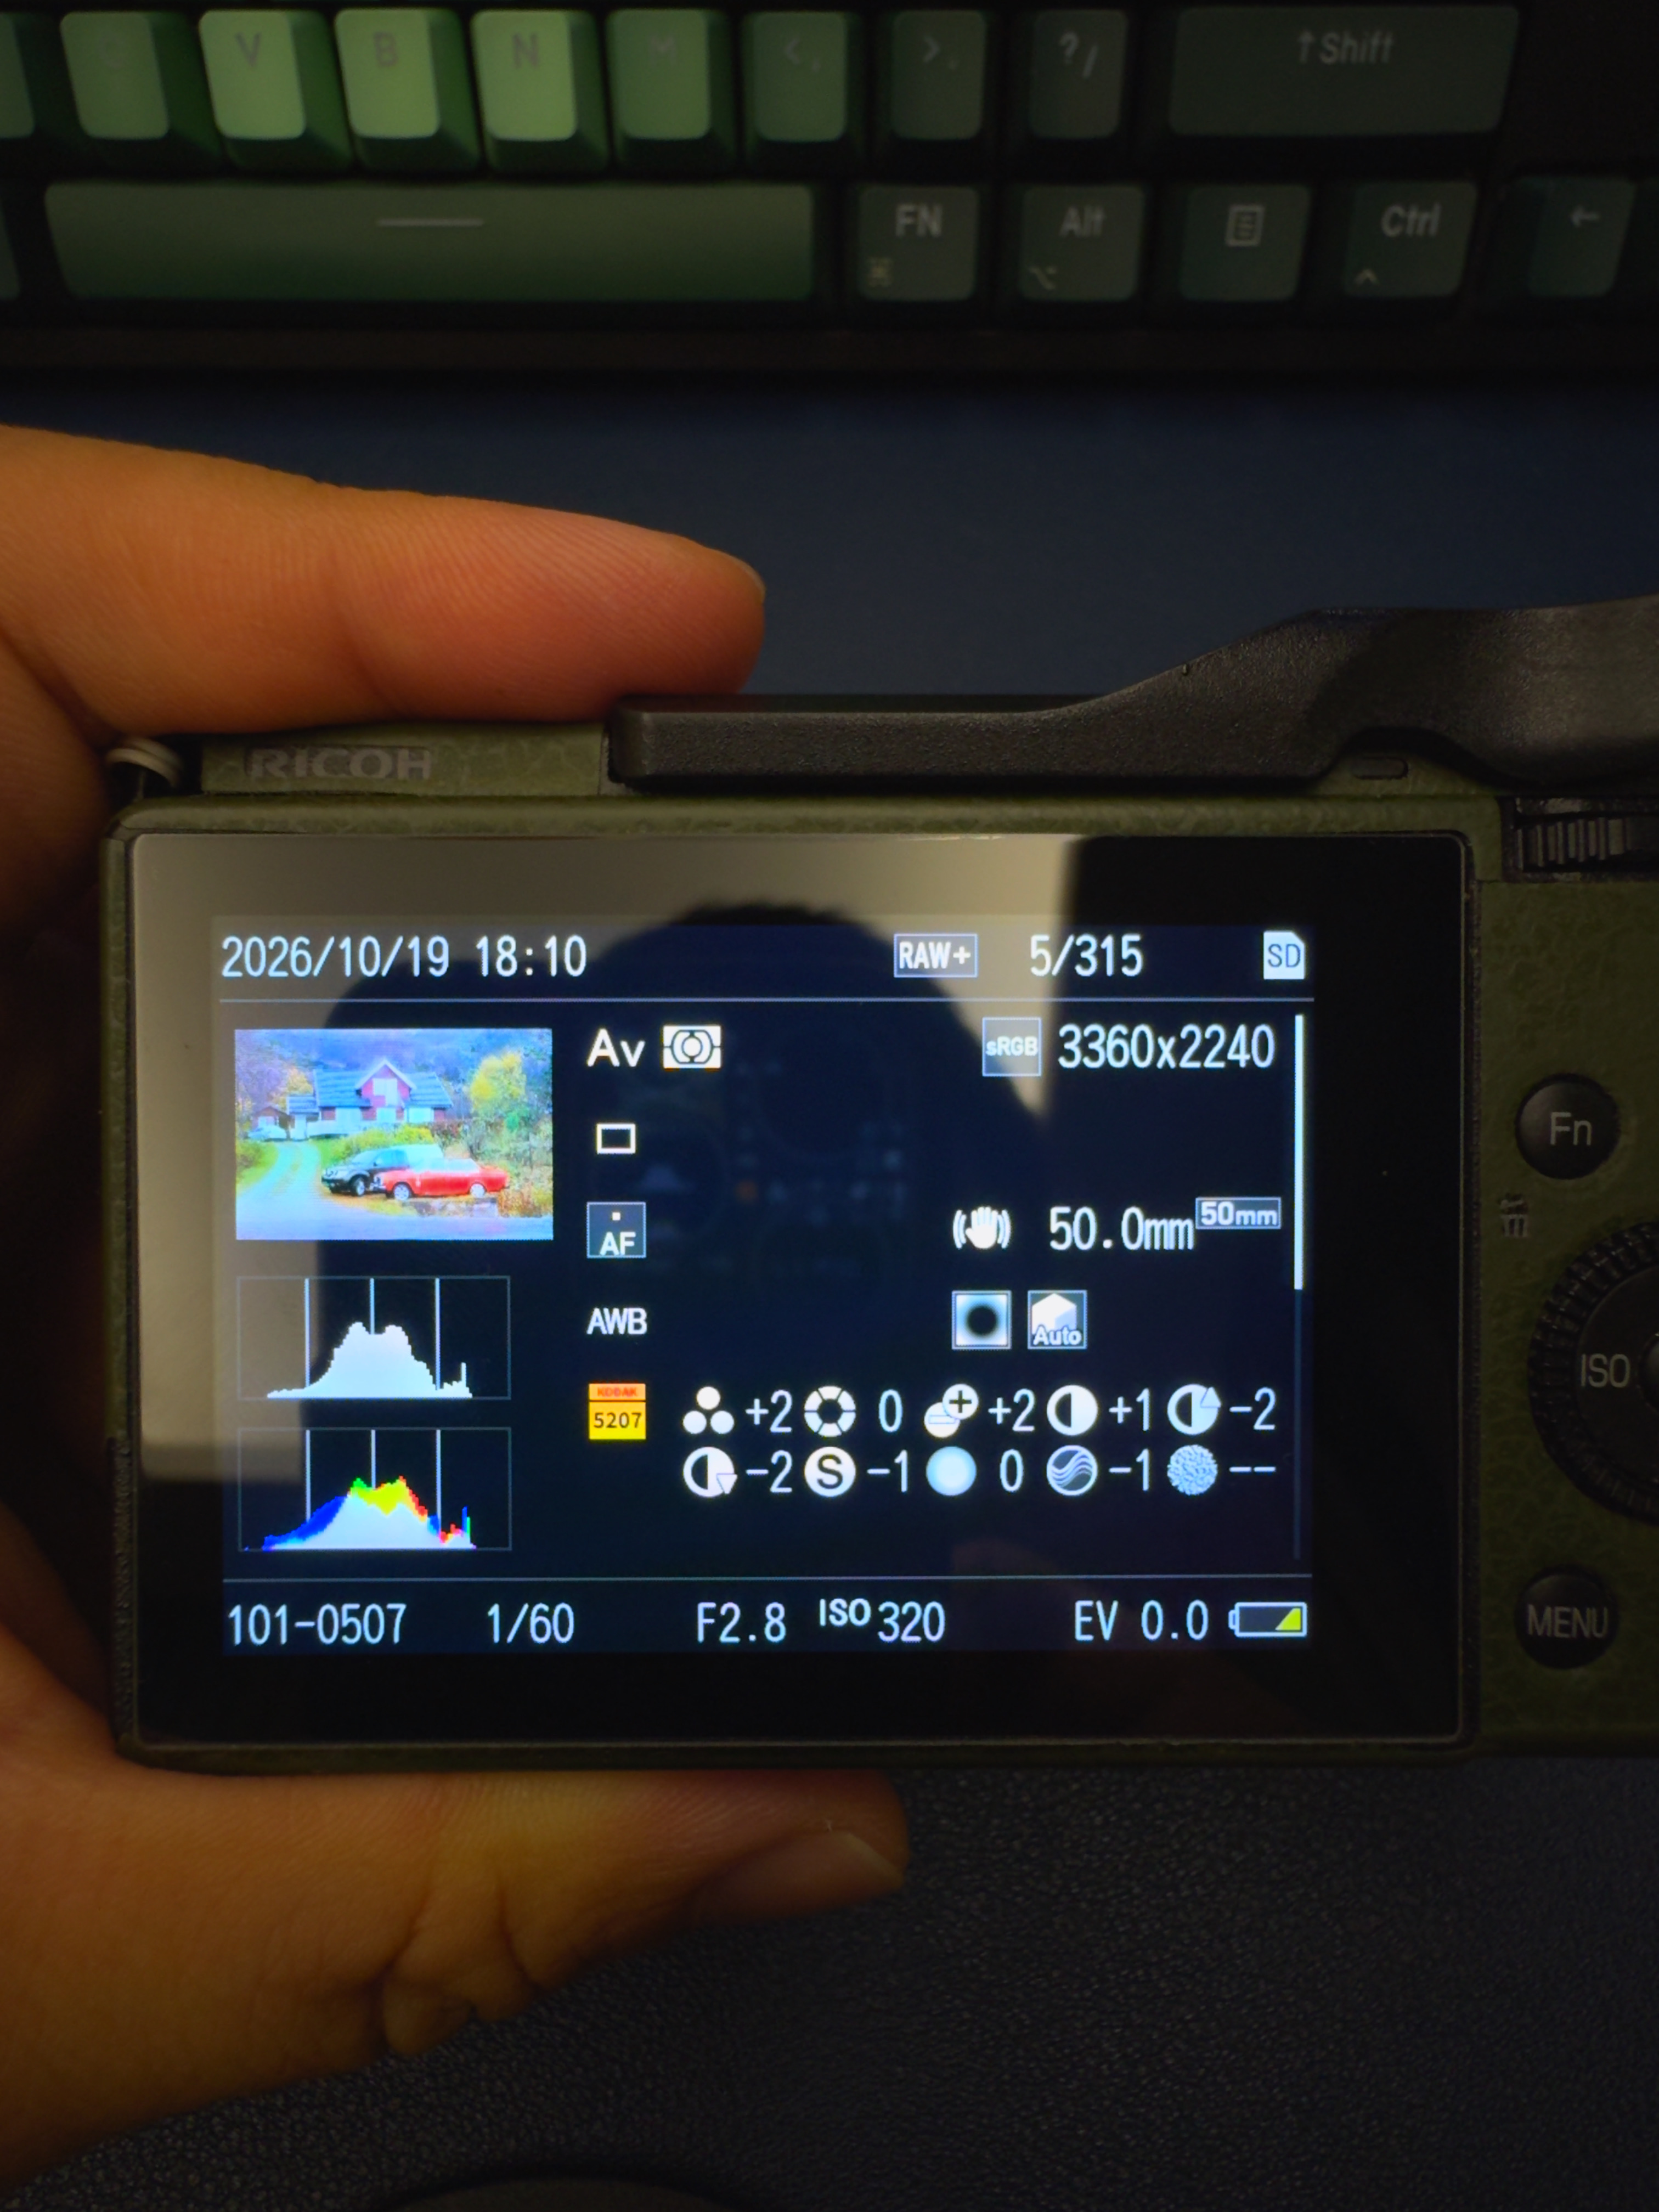 V B N M < , > . ? / ↑Shift
FN Alt Ctrl ←
RICOH
2026/10/19 18:10 RAW+ 5/315 SD
Av sRGB 3360x2240
AF 50.0mm 50mm
AWB Auto
KODAK
5207 +2 0 +2 +1 -2
-2 S -1 0 -1 --
101-0507 1/60 F2.8 ISO 320 EV 0.0
Fn
ISO
MENU